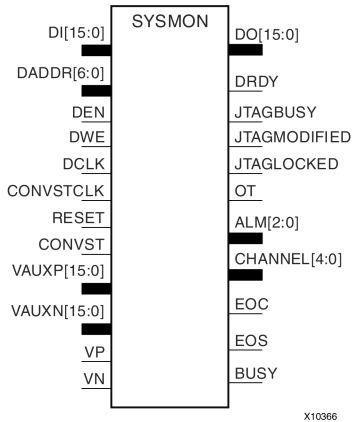 SYSMON
DI[15:0]
DADDR[6:0]
DEN
DWE
DCLK
CONVSTCLK
RESET
CONVST
VAUXP[15:0]
VAUXN[15:0]
VP
VN
DO[15:0]
DRDY
JTAGBUSY
JTAGMODIFIED
JTAGLOCKED
OT
ALM[2:0]
CHANNEL[4:0]
EOC
EOS
BUSY
X10366